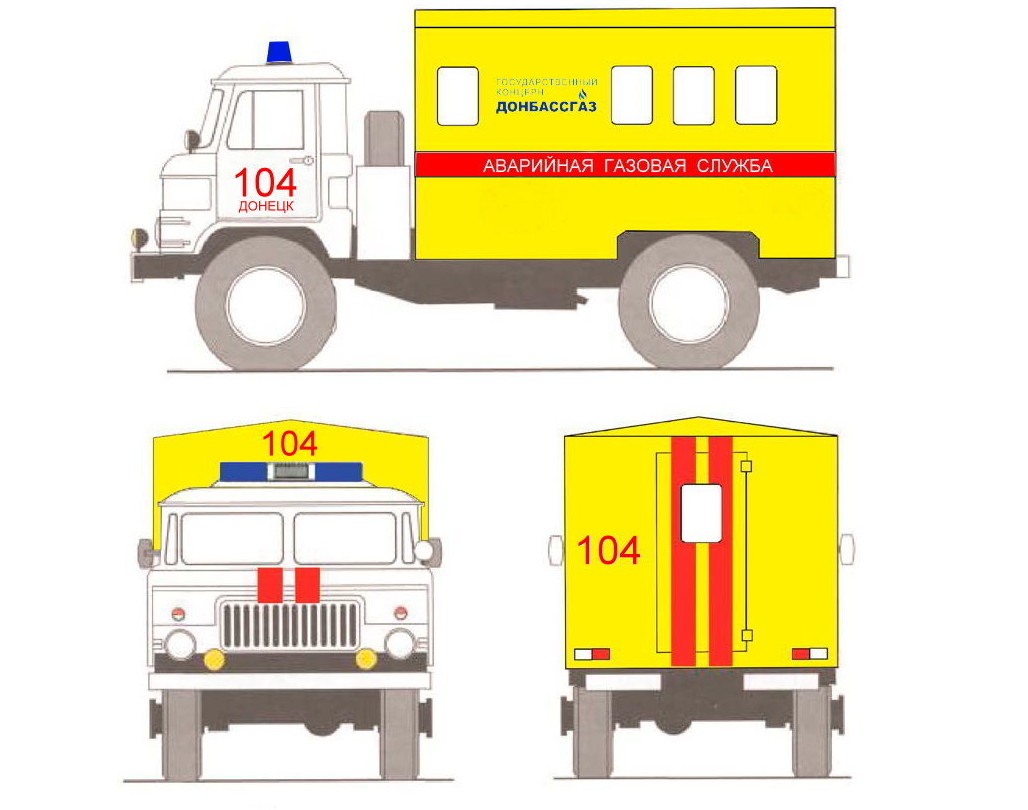 ГОСУДАРСТВЕННЫЙ
КОНЦЕРН
ДОНБАССГАЗ
АВАРИЙНАЯ ГАЗОВАЯ СЛУЖБА
104
ДОНЕЦК
104
104